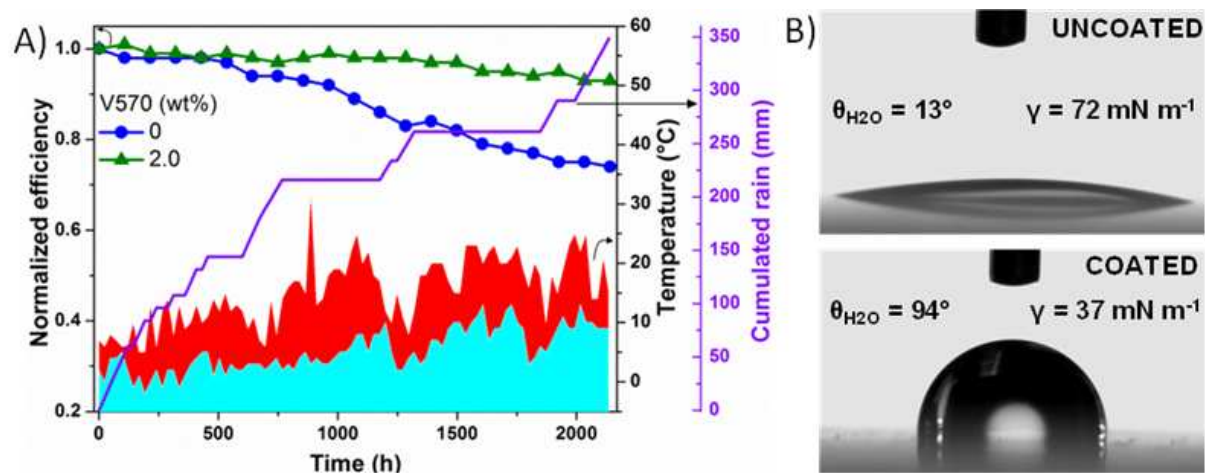 A)
Normalized efficiency
1.0
0.8
0.6
0.4
0.2
V570 (wt%)
0
2.0
0
500
1000
1500
2000
Time (h)
60
50
40
30
20
10
0
Temperature (°C)
350
300
250
200
150
100
50
0
Cumulated rain (mm)
B)
UNCOATED
θH2O = 13° γ = 72 mN m-1
COATED
θH2O = 94° γ = 37 mN m-1